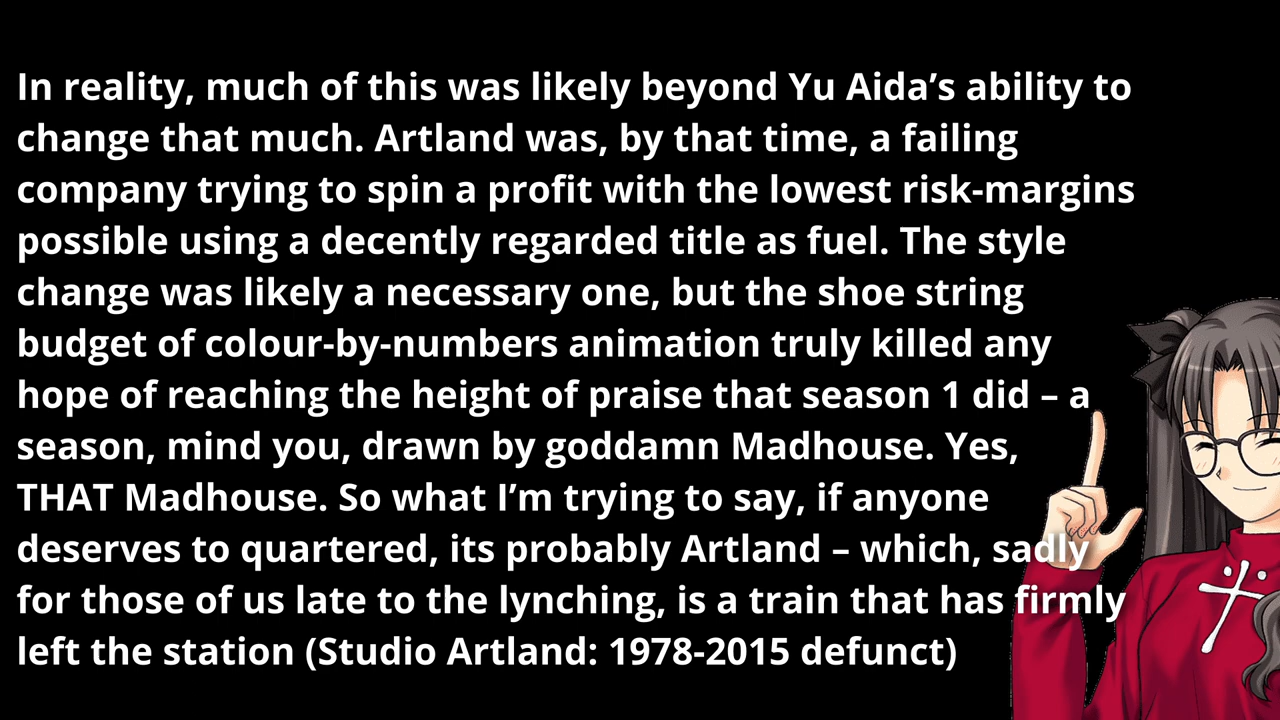 In reality, much of this was likely beyond Yu Aida’s ability to
change that much. Artland was, by that time, a failing
company trying to spin a profit with the lowest risk-margins
possible using a decently regarded title as fuel. The style
change was likely a necessary one, but the shoe string
budget of colour-by-numbers animation truly killed any
hope of reaching the height of praise that season 1 did – a
season, mind you, drawn by goddamn Madhouse. Yes,
THAT Madhouse. So what I’m trying to say, if anyone
deserves to quartered, its probably Artland – which, sadly
for those of us late to the lynching, is a train that has firmly
left the station (Studio Artland: 1978-2015 defunct)